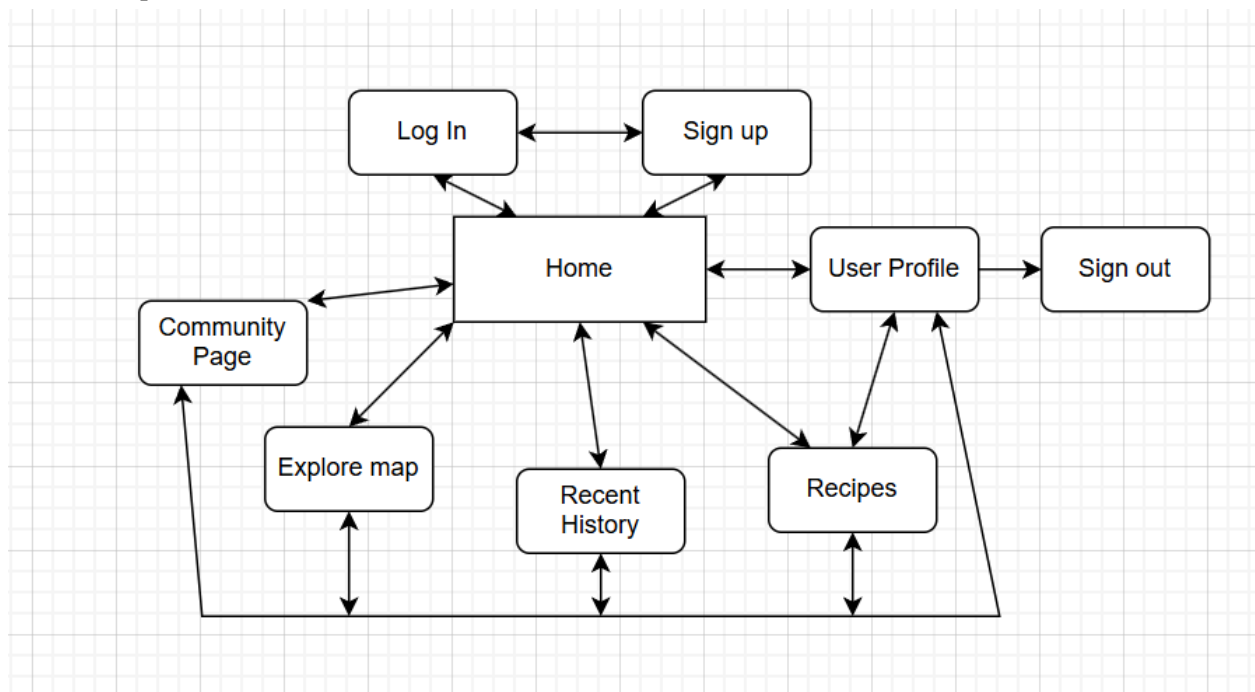 Log In
Sign up
Home
User Profile
Sign out
Community
Page
Explore map
Recent
History
Recipes